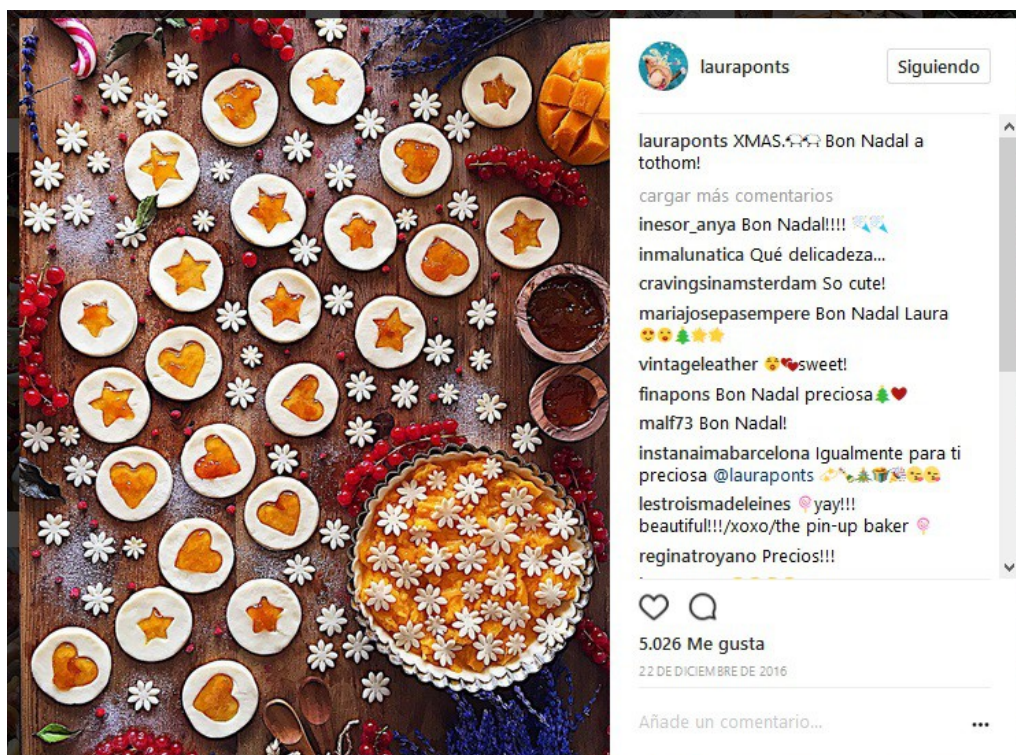 lauraponts
Siguiendo
lauraponts XMAS. Bon Nadal a
tothom!
cargar más comentarios
inesor_anya Bon Nadal!!!!
inmalunatica Qué delicadeza...
cravingsinamsterdam So cute!
mariajosepasempere Bon Nadal Laura
😍😲🎄🌟🌟
vintageleather 😲💕sweet!
finapons Bon Nadal preciosa🎄❤
malf73 Bon Nadal!
instanaimabarcelona Igualmente para ti
preciosa @lauraponts
lestroismadeleines 🍭yay!!!
beautiful!!!/xoxo/the pin-up baker 🍭
reginatroyano Precios!!!
5.026 Me gusta
22 DE DICIEMBRE DE 2016
Añade un comentario...